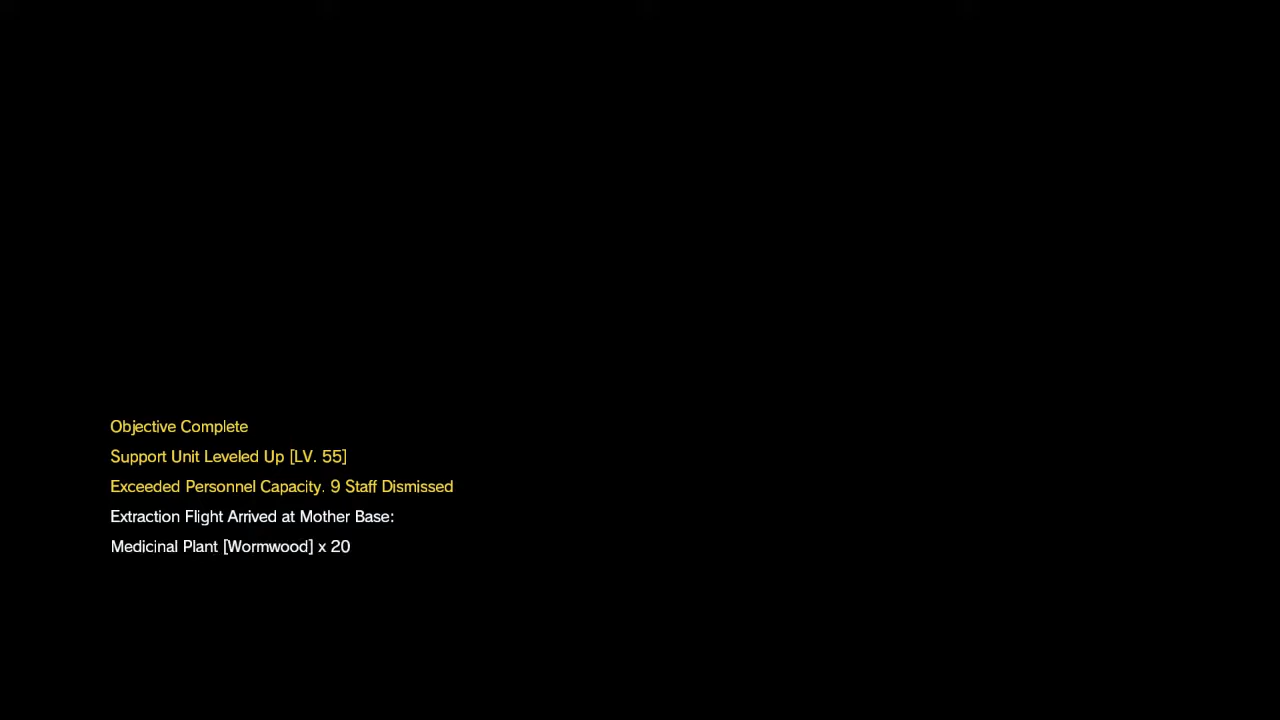 Objective Complete
Support Unit Leveled Up [LV. 55]
Exceeded Personnel Capacity. 9 Staff Dismissed
Extraction Flight Arrived at Mother Base:
Medicinal Plant [Wormwood] x 20